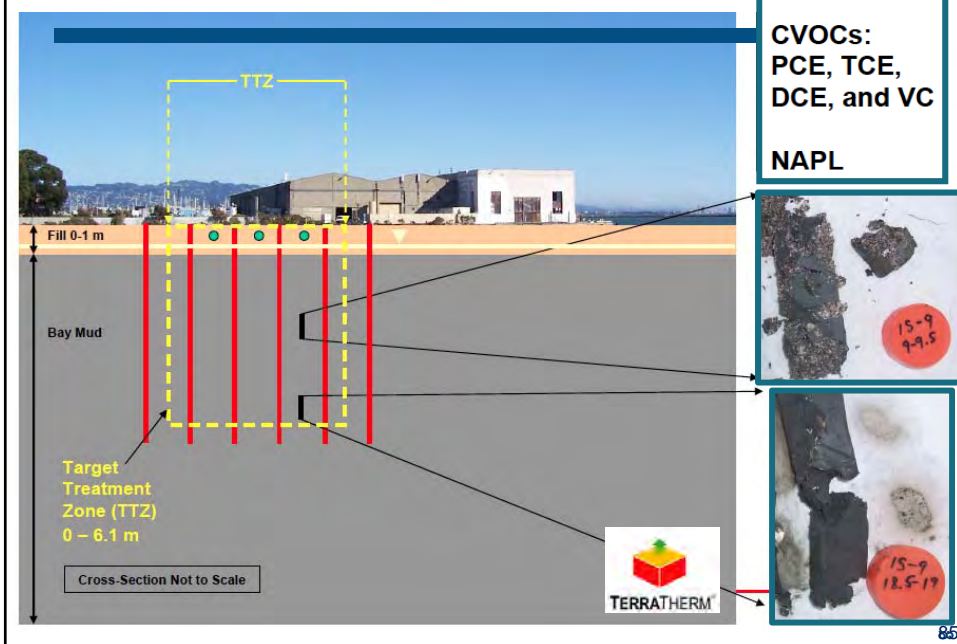 TTZ
CVOCs:
PCE, TCE,
DCE, and VC
NAPL
Fill 0-1 m
Bay Mud
15-9
9-9.5
Target
Treatment
Zone (TTZ)
0 – 6.1 m
Cross-Section Not to Scale
TERRATHERM
15-9
18.5-19